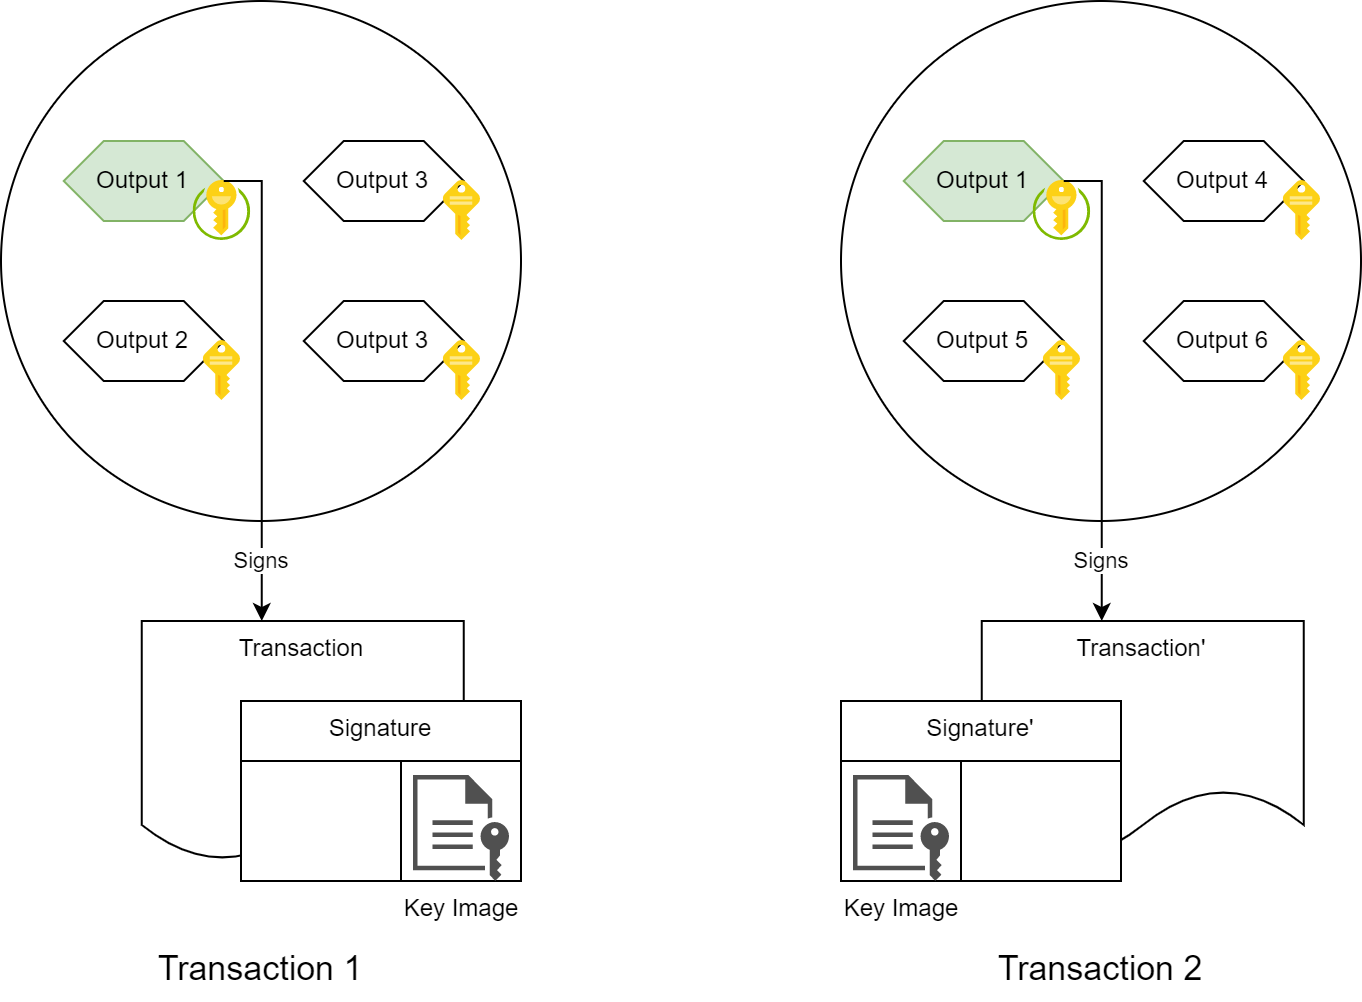 Output 1
Output 3
Output 1
Output 4
Output 2
Output 3
Output 5
Output 6
Signs
Signs
Transaction
Transaction'
Signature
Signature'
Key Image
Key Image
Transaction 1
Transaction 2